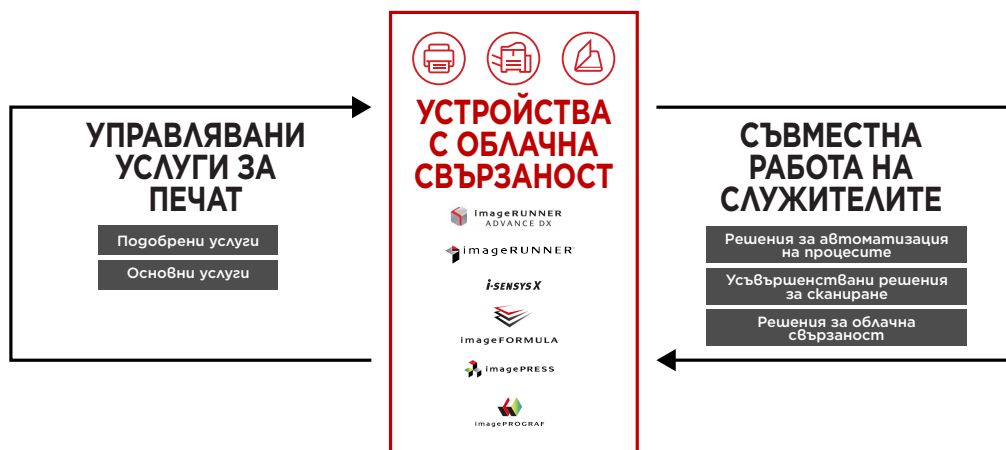 УПРАВЛЯВАНИ
УСЛУГИ ЗА
ПЕЧАТ
Подобрени услуги
Основни услуги
УСТРОЙСТВА
С ОБЛАЧНА
СВЪРЗАНОСТ
imageRUNNER
ADVANCE DX
imageRUNNER
i-SENSYS X
imageFORMULA
imagePRESS
imagePROGRAF
СЪВМЕСТНА
РАБОТА НА
СЛУЖИТЕЛИТЕ
Решения за автоматизация
на процесите
Усъвършенствани решения
за сканиране
Решения за облачна
свързаност